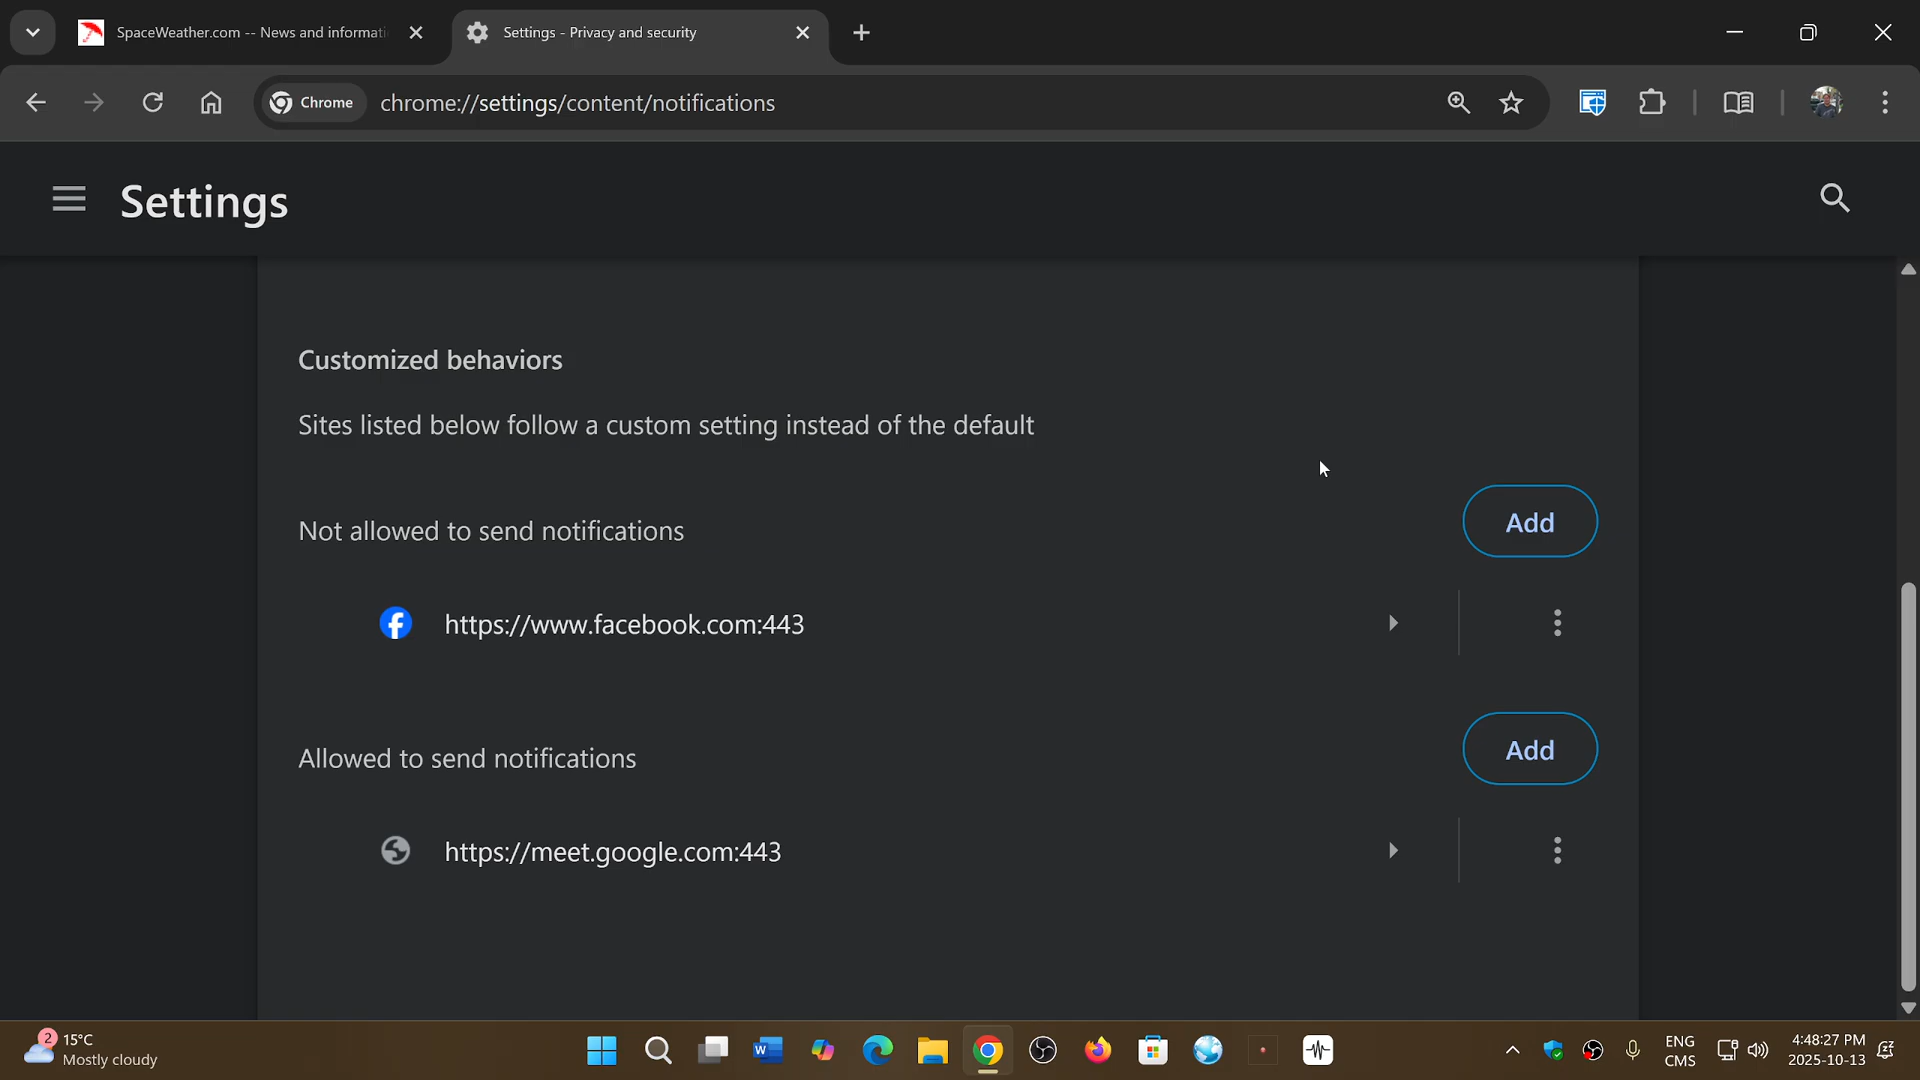 SpaceWeather.com -- News and informati
Settings - Privacy and security
Chrome
chrome://settings/content/notifications
Settings
Customized behaviors
Sites listed below follow a custom setting instead of the default
Not allowed to send notifications
Add
https://www.facebook.com:443
Allowed to send notifications
Add
https://meet.google.com:443
2
15°C
Mostly cloudy
ENG
CMS
4:48:27 PM
2025-10-13